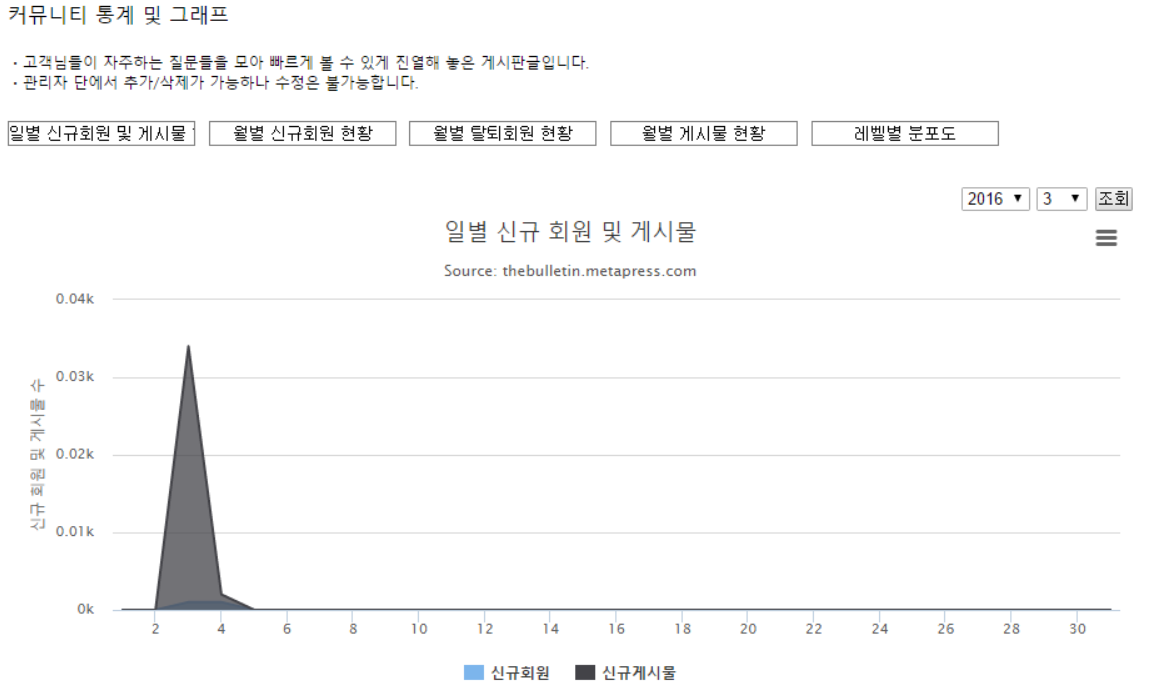 커뮤니티 통계 및 그래프
· 고객님들이 자주하는 질문들을 모아 빠르게 볼 수 있게 진열해 놓은 게시판글입니다.
· 관리자 단에서 추가/삭제가 가능하나 수정은 불가능합니다.
일별 신규회원 및 게시물 월별 신규회원 현황 월별 탈퇴회원 현황 월별 게시물 현황 레벨별 분포도
2016 3 조회
일별 신규 회원 및 게시물
Source: thebulletin.metapress.com
신규 회원 및 게시물 수
0.04k
0.03k
0.02k
0.01k
0k
2 4 6 8 10 12 14 16 18 20 22 24 26 28 30
신규회원 신규게시물